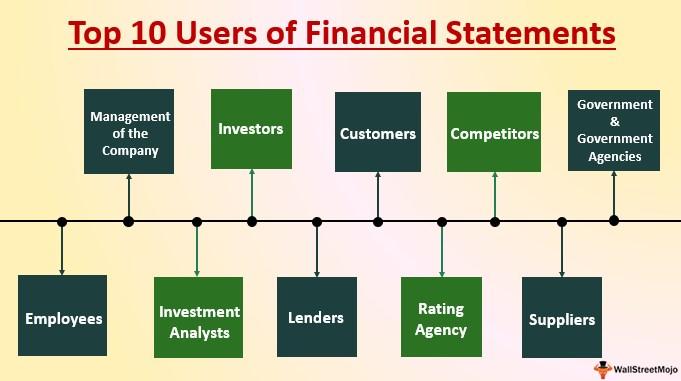 Top 10 Users of Financial Statements
Management
of the
Company
Investors
Customers
Competitors
Government
&
Government
Agencies
Employees
Investment
Analysts
Lenders
Rating
Agency
Suppliers
WallStreetMojo